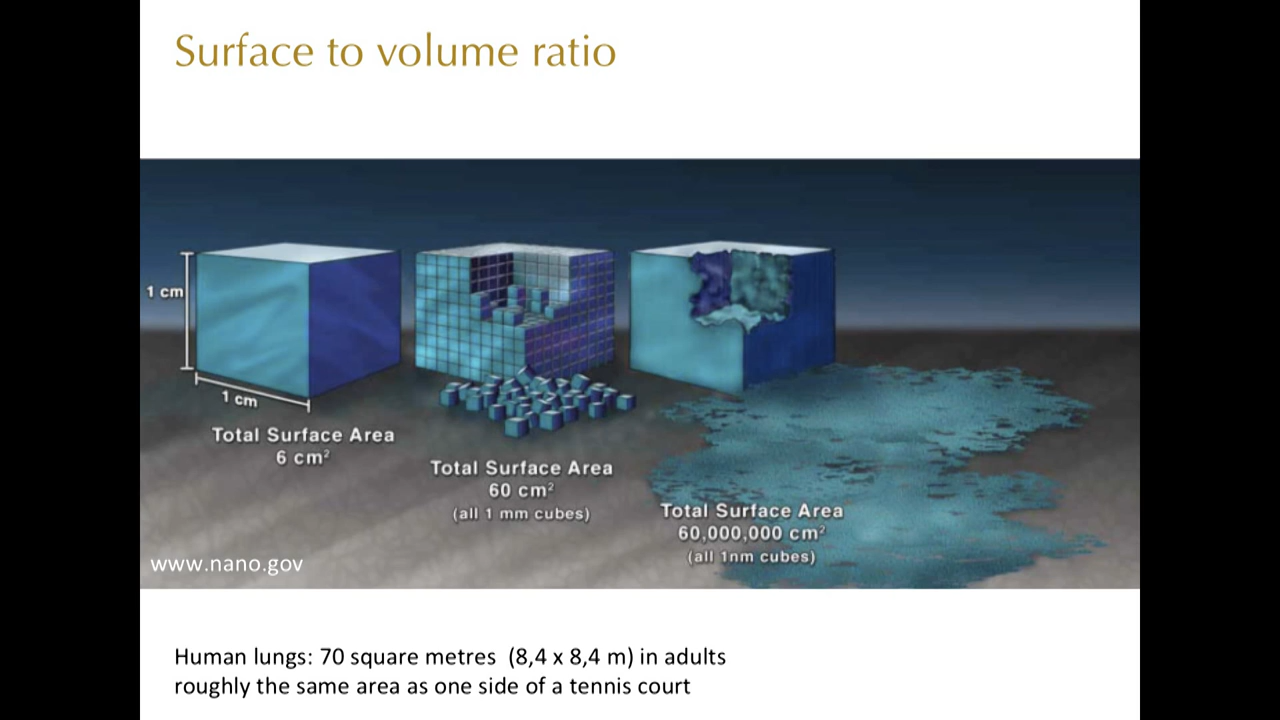 Surface to volume ratio
1 cm
1 cm
Total Surface Area
6 cm²
Total Surface Area
60 cm²
(all 1 mm cubes)
Total Surface Area
60,000,000 cm²
(all 1nm cubes)
www.nano.gov
Human lungs: 70 square metres (8,4 x 8,4 m) in adults
roughly the same area as one side of a tennis court